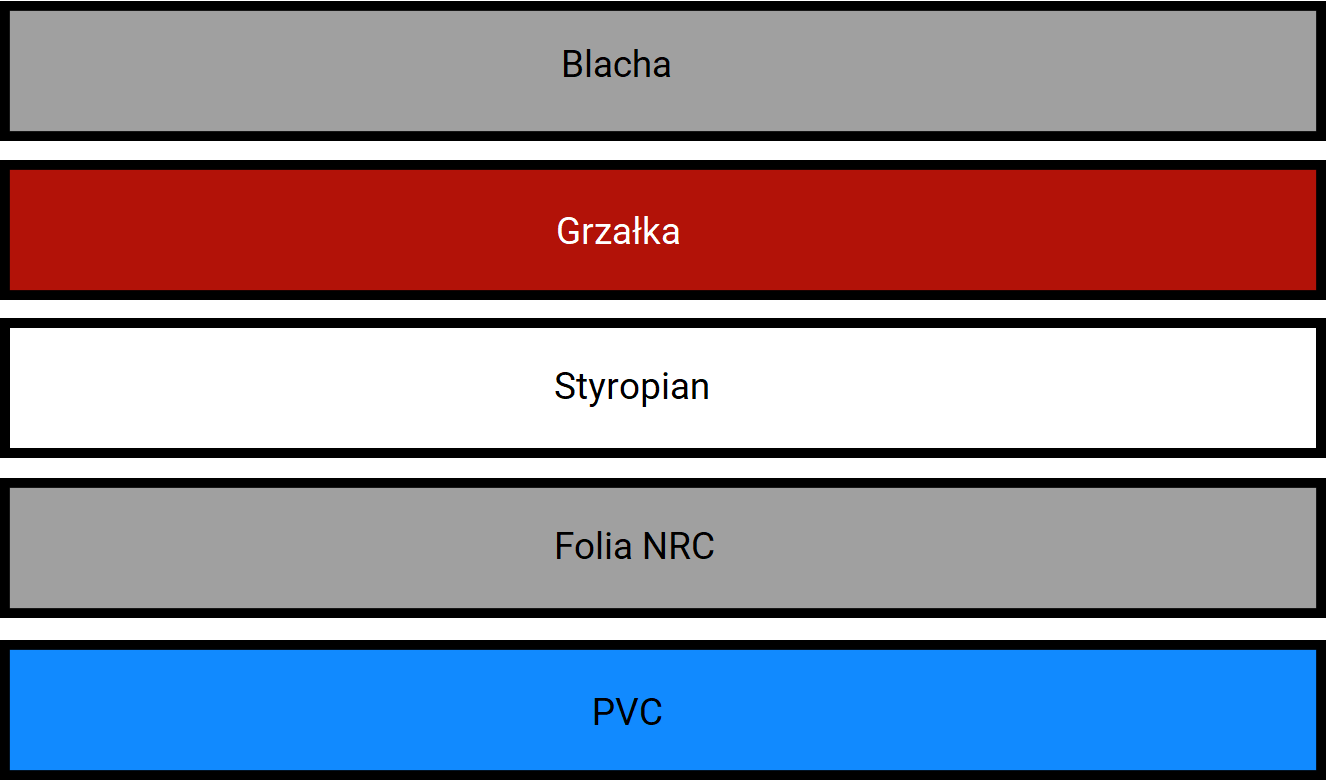 Blacha
Grzałka
Styropian
Folia NRC
PVC